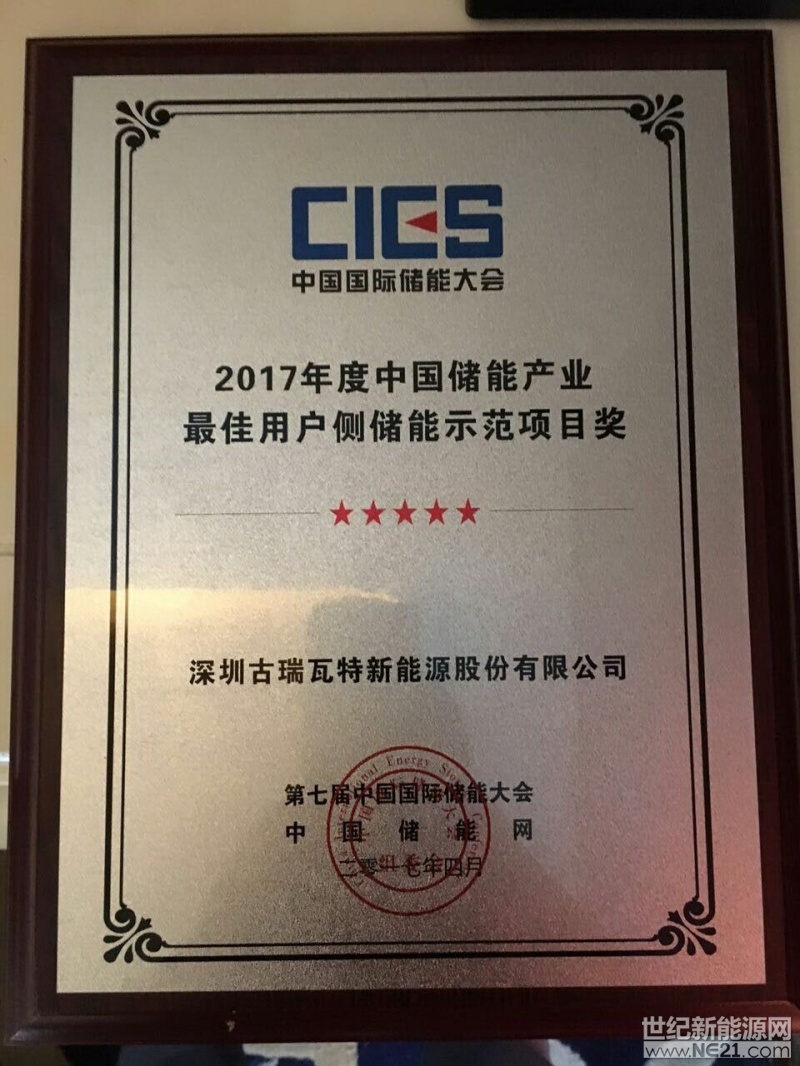 CIES
中国国际储能大会
2017年度中国储能产业
最佳用户侧储能示范项目奖
★★★★★
深圳古瑞瓦特新能源股份有限公司
第七届中国国际储能大会
中国储能网
二零一七年四月
International Energy
世纪新能源网
www.NE21.com